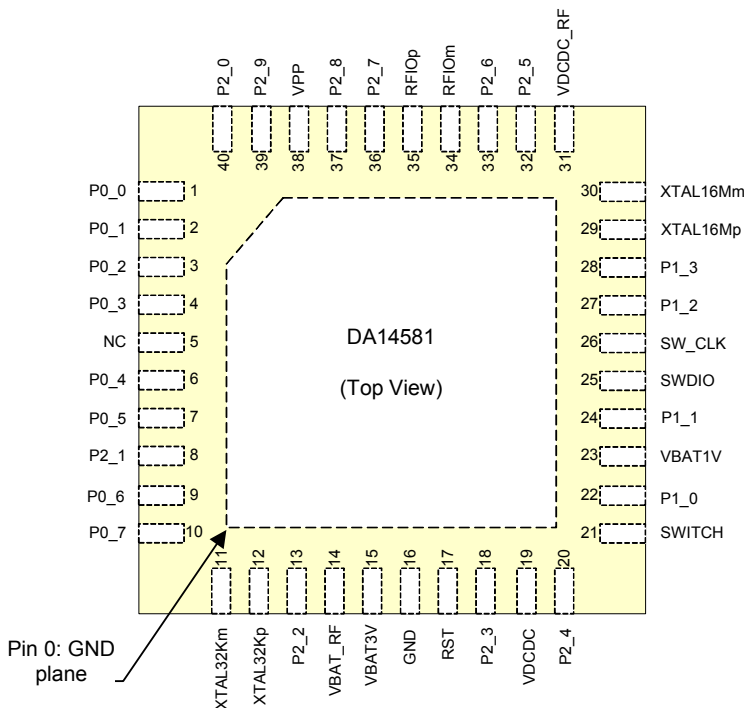 P2_0
P2_9
VPP
P2_8
P2_7
RFIOp
RFIOm
P2_6
P2_5
VDCDC_RF
40
39
38
37
36
35
34
33
32
31
P0_0 1
P0_1 2
P0_2 3
P0_3 4
NC 5
P0_4 6
P0_5 7
P2_1 8
P0_6 9
P0_7 10
DA14581
(Top View)
30 XTAL16Mm
29 XTAL16Mp
28 P1_3
27 P1_2
26 SW_CLK
25 SWDIO
24 P1_1
23 VBAT1V
22 P1_0
21 SWITCH
11
12
13
14
15
16
17
18
19
20
XTAL32Km
XTAL32Kp
P2_2
VBAT_RF
VBAT3V
GND
RST
P2_3
VDCDC
P2_4
Pin 0: GND
plane